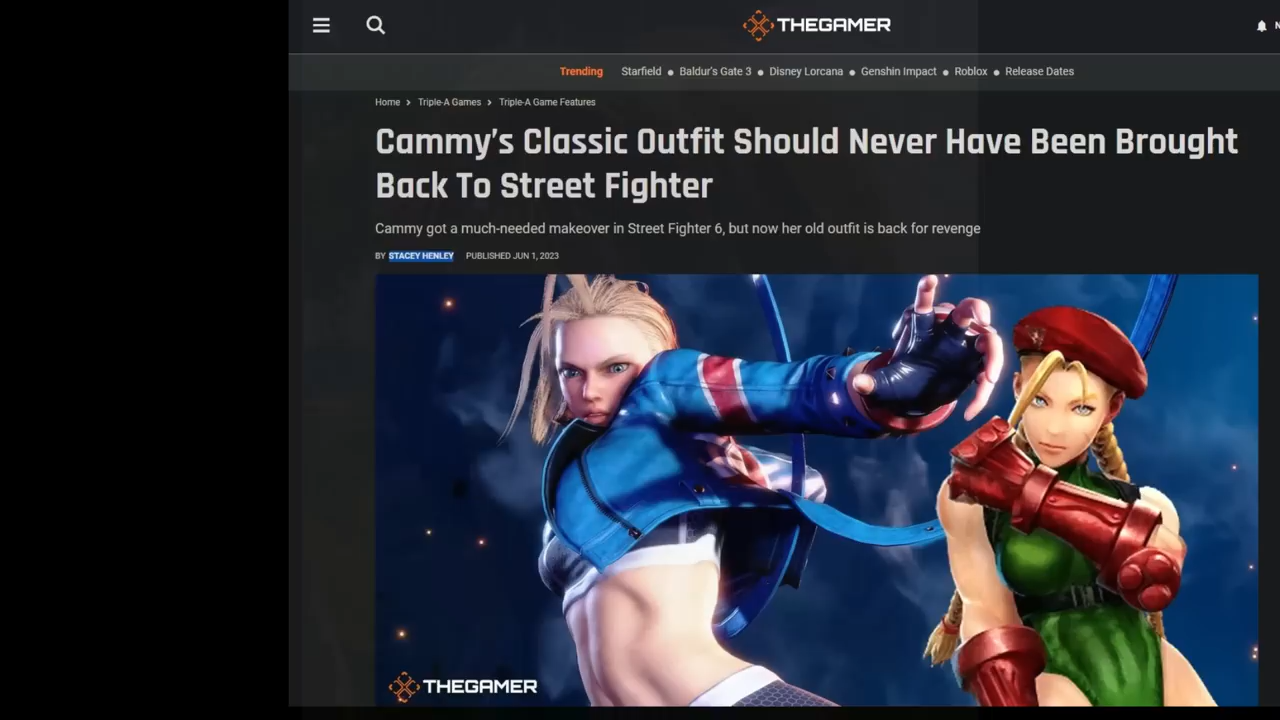 THEGAMER
N
Trending Starfield Baldur's Gate 3 Disney Lorcana Genshin Impact Roblox Release Dates
Home > Triple-A Games > Triple-A Game Features
Cammy's Classic Outfit Should Never Have Been Brought
Back To Street Fighter
Cammy got a much-needed makeover in Street Fighter 6, but now her old outfit is back for revenge
BY STACEY HENLEY PUBLISHED JUN 1, 2023
THEGAMER